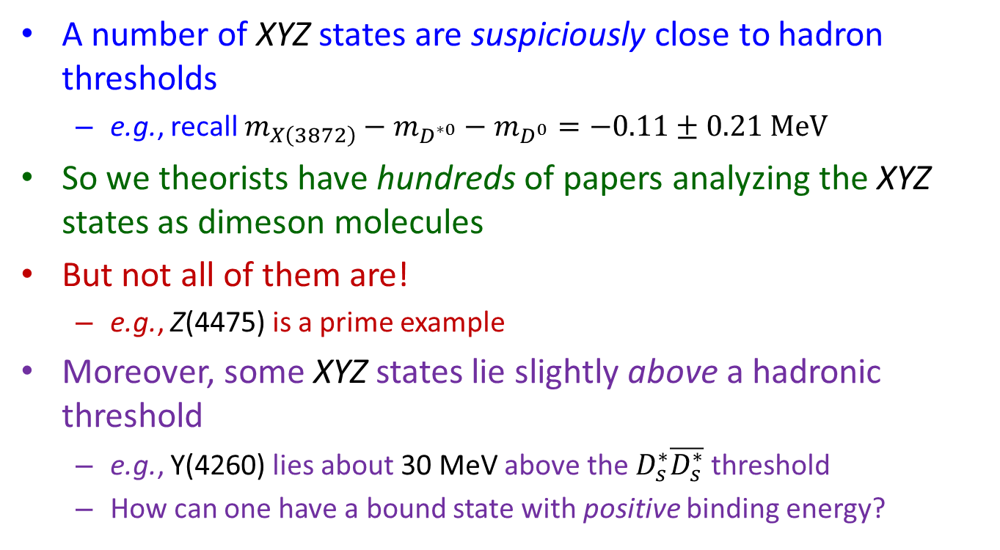 • A number of XYZ states are suspiciously close to hadron
thresholds
– e.g., recall m_{X(3872)} − m_{D^{*0}} − m_{D^0} = −0.11 ± 0.21 MeV
• So we theorists have hundreds of papers analyzing the XYZ
states as dimeson molecules
• But not all of them are!
– e.g., Z(4475) is a prime example
• Moreover, some XYZ states lie slightly above a hadronic
threshold
– e.g., Y(4260) lies about 30 MeV above the D_s^* \overline{D_s^*} threshold
– How can one have a bound state with positive binding energy?